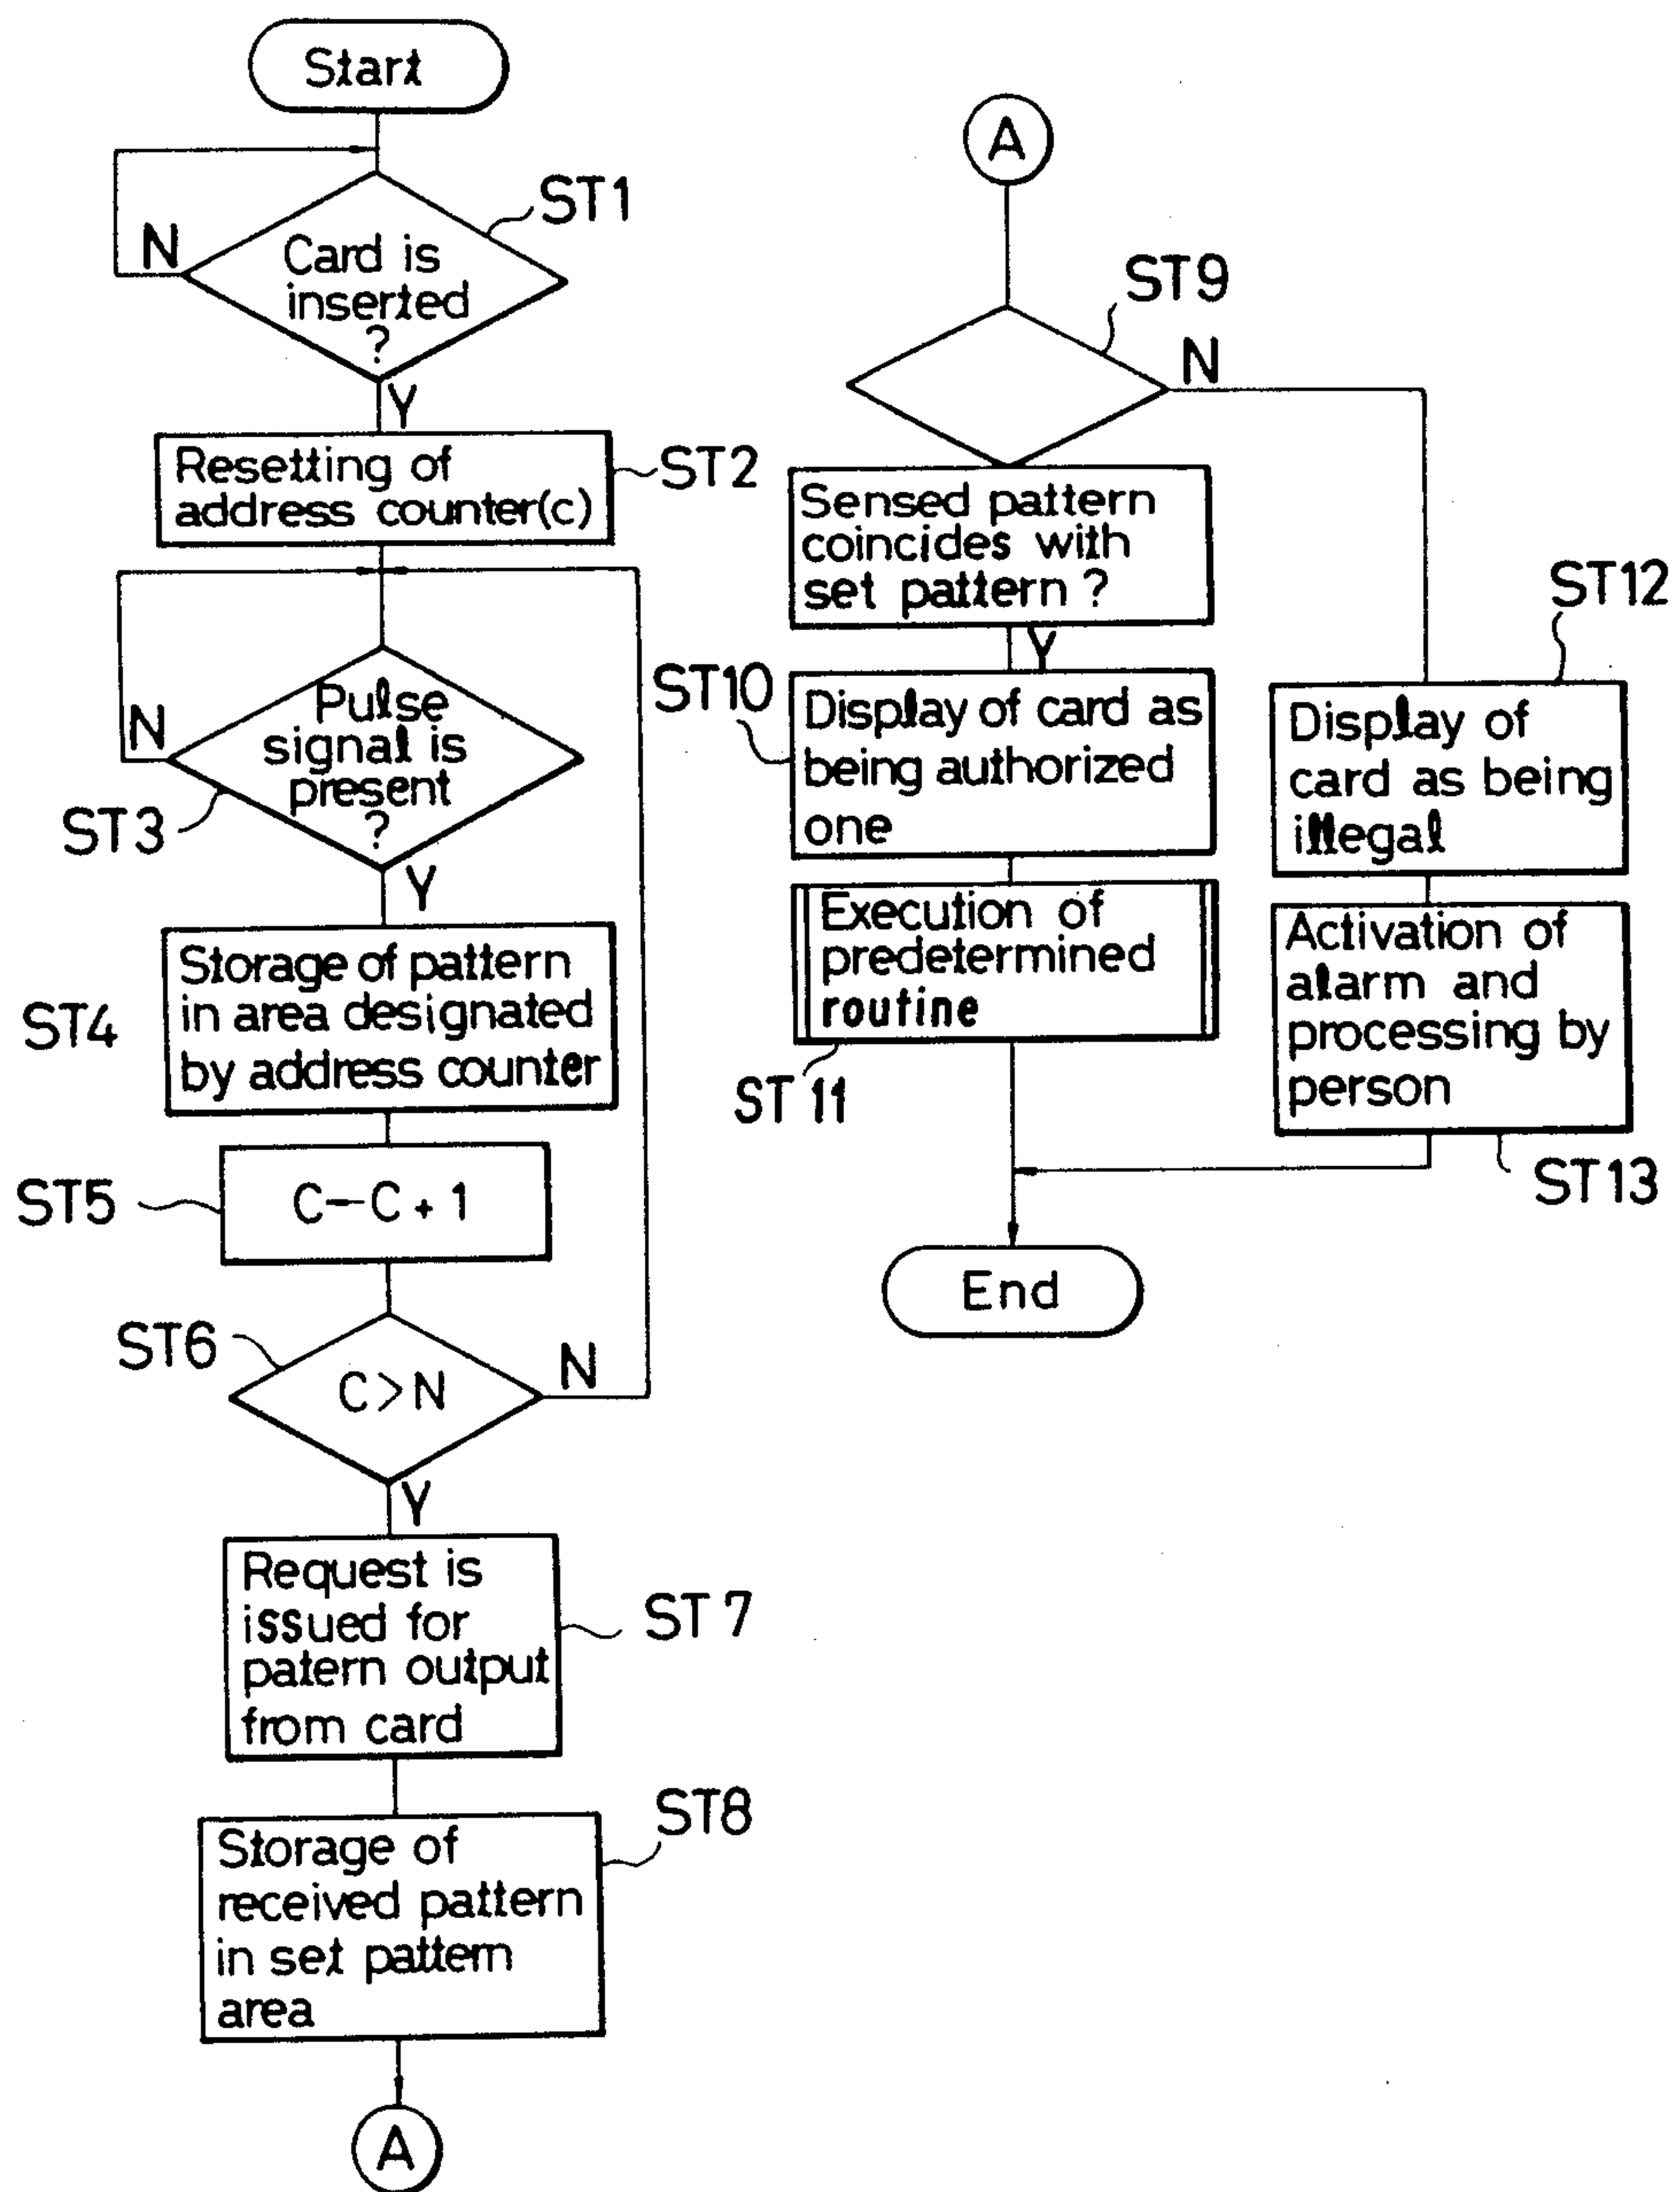 Start
ST1
N
Card is
inserted
?
Y
Resetting of
address counter(c)
ST2
N
Pulse
signal is
present
?
ST3
Y
Storage of pattern
in area designated
by address counter
ST4
C-C + 1
ST5
ST6
C>N
N
Y
Request is
issued for
patern output
from card
ST7
ST8
Storage of
received pattern
in set pattern
area
A
A
ST9
N
Sensed pattern
coincides with
set pattern ?
Y
ST10
Display of card as
being authorized
one
Execution of
predetermined
routine
ST11
ST12
Display of
card as being
illegal
Activation of
alarm and
processing by
person
ST13
End